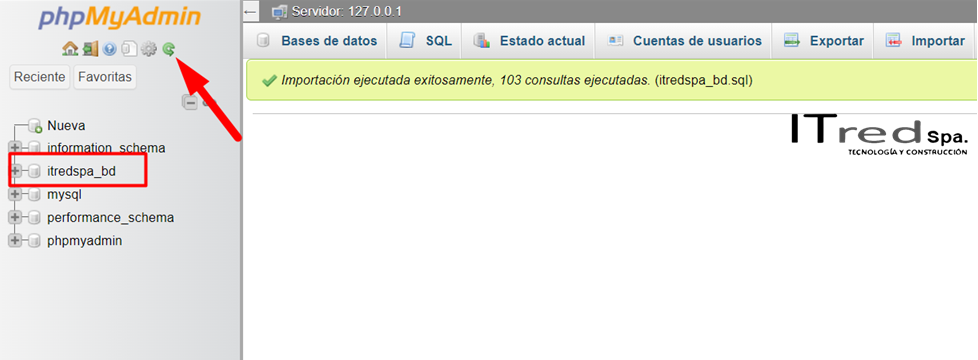 phpMyAdmin
Reciente Favoritas
Nueva
information_schema
itredspa_bd
mysql
performance_schema
phpmyadmin
Servidor: 127.0.0.1
Bases de datos SQL Estado actual Cuentas de usuarios Exportar Importar
Importación ejecutada exitosamente, 103 consultas ejecutadas. (itredspa_bd.sql)
ITred spa.
TECNOLOGÍA Y CONSTRUCCIÓN